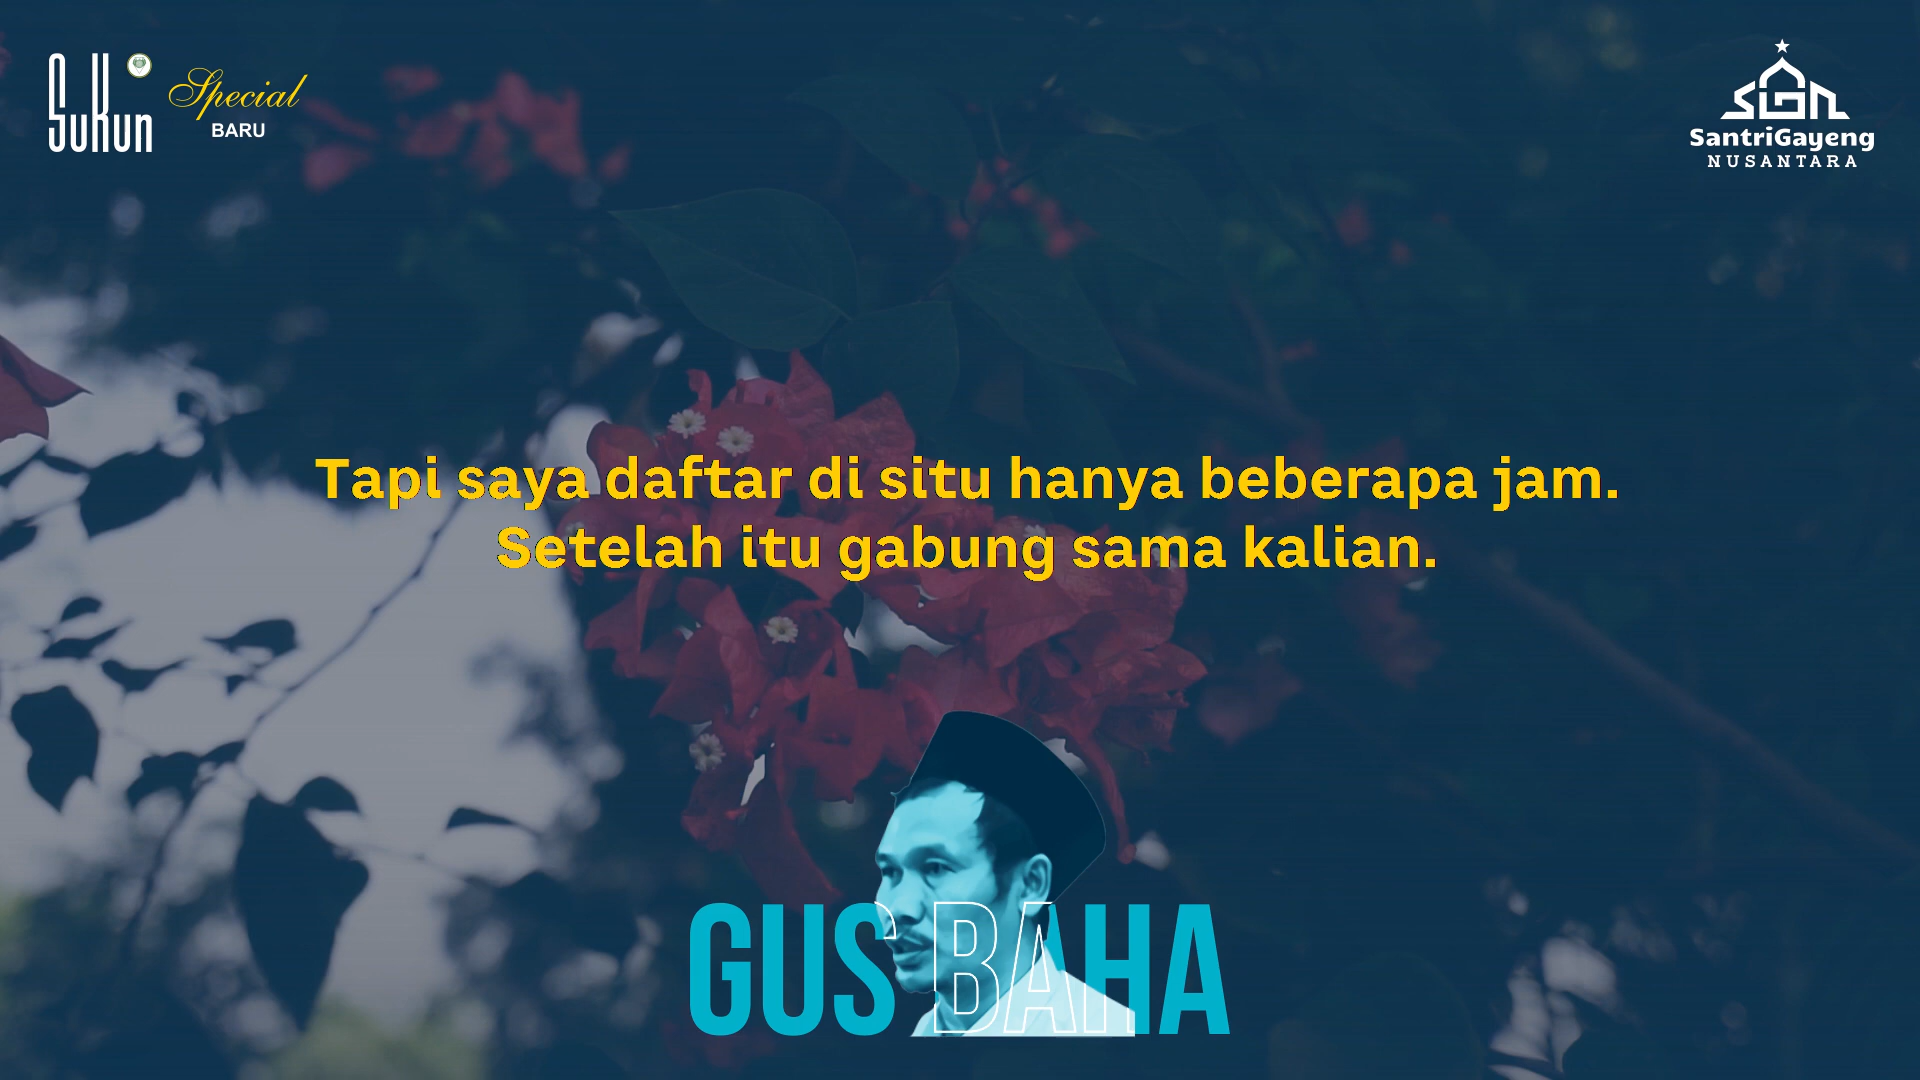 Sukun
Special
BARU
SGN
SantriGayeng
NUSANTARA
Tapi saya daftar di situ hanya beberapa jam.
Setelah itu gabung sama kalian.
GUS BAHA